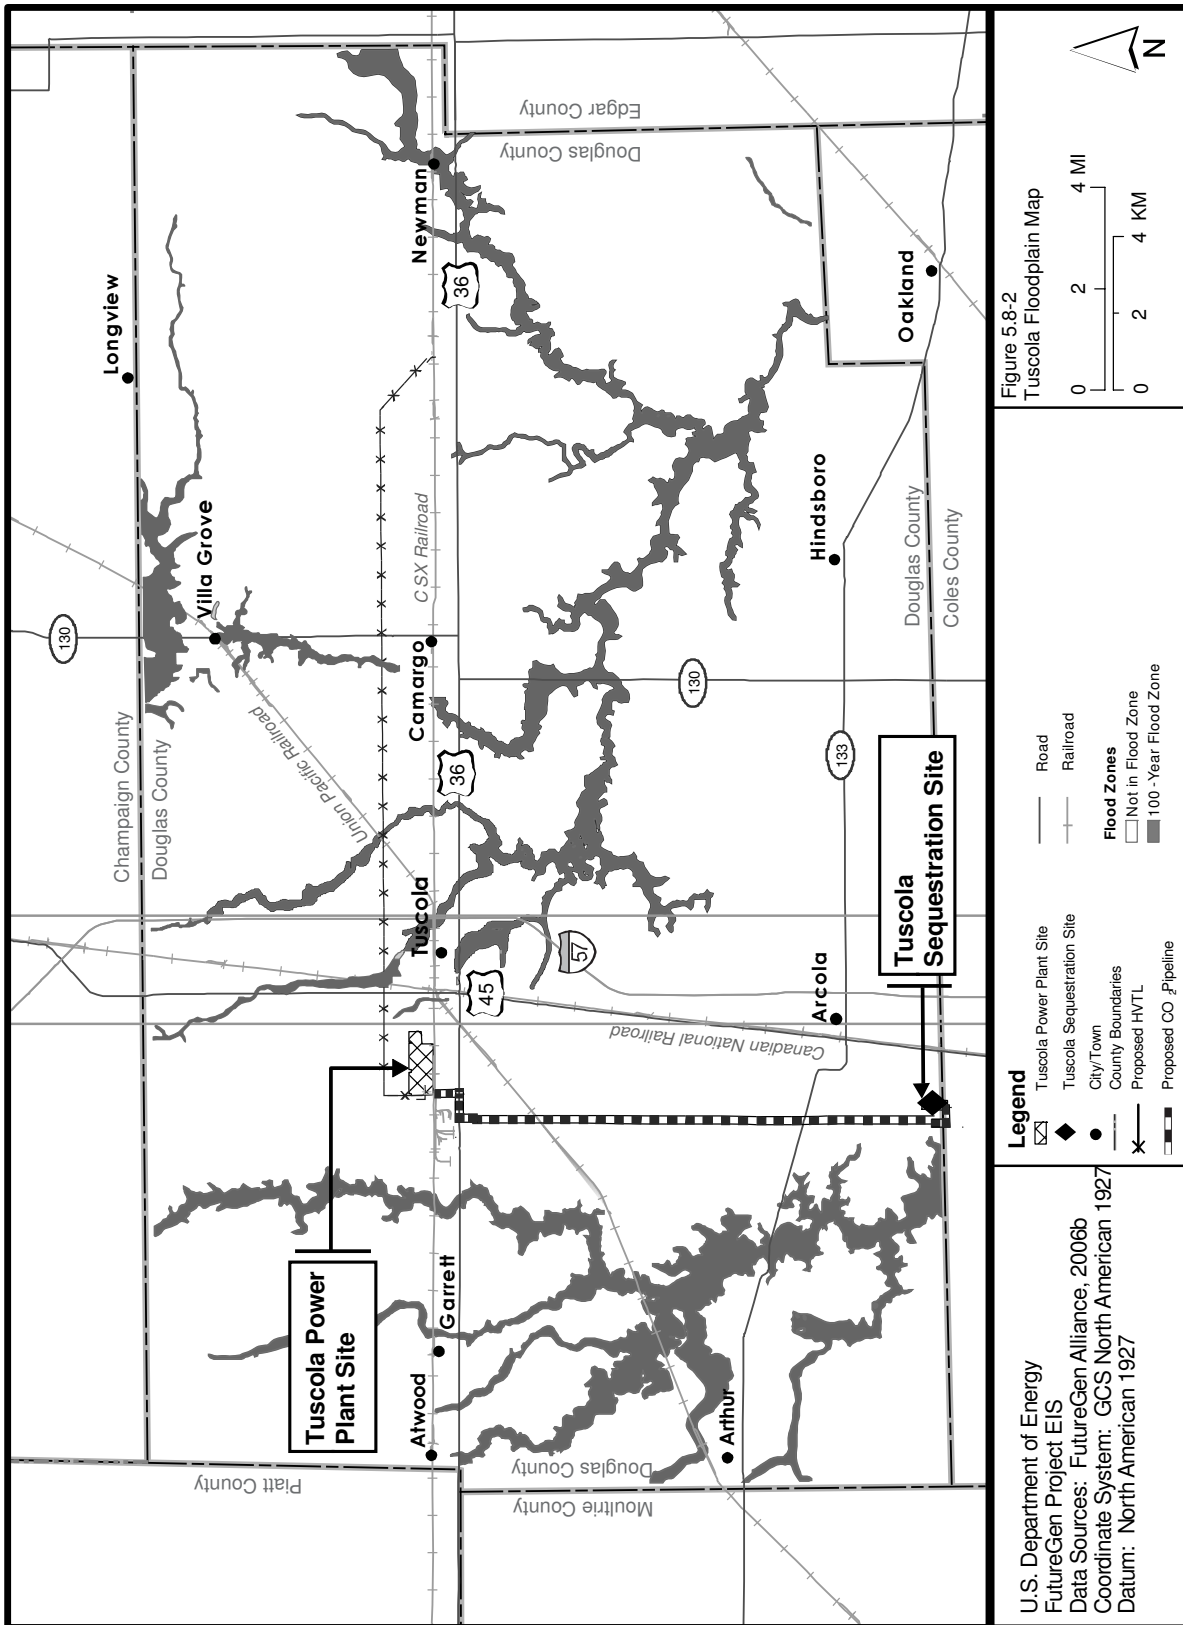 Champaign County
Douglas County
Longview
Villa Grove
130
Union Pacific Railroad
Piatt County
Tuscola Power
Plant Site
Atwood
Garrett
Tuscola
Camargo
CSX Railroad
Newman
36
36
45
57
Edgar County
Douglas County
Moultrie County
Douglas County
Arthur
Canadian National Railroad
Arcola
130
133
Hindsboro
Oakland
Douglas County
Coles County
Tuscola
Sequestration Site
U.S. Department of Energy
FutureGen Project EIS
Data Sources: FutureGen Alliance, 2006b
Coordinate System: GCS North American 1927
Datum: North American 1927
Legend
Tuscola Power Plant Site
Tuscola Sequestration Site
City/Town
County Boundaries
Proposed HVTL
Proposed CO2 Pipeline
Road
Railroad
Flood Zones
Not in Flood Zone
100 -Year Flood Zone
Figure 5.8-2
Tuscola Floodplain Map
0 2 4 MI
0 2 4 KM
N